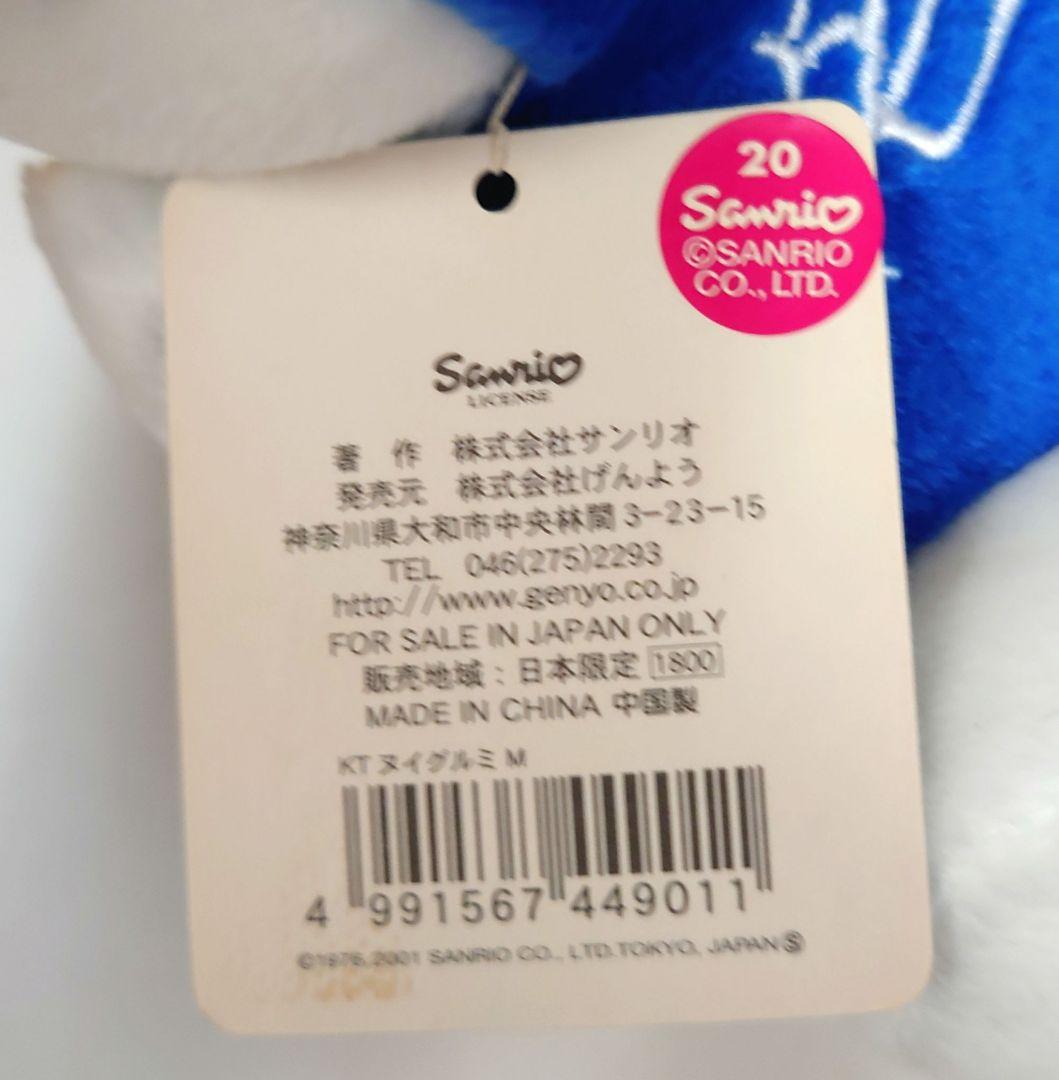 20
Sanrio
©SANRIO
CO., LTD.
Sanrio
LICENSE
著 作 株式会社サンリオ
発売元 株式会社げんよう
神奈川県大和市中央林間3-23-15
TEL 046(275)2293
http://www.genyo.co.jp
FOR SALE IN JAPAN ONLY
販売地域：日本限定 1800
MADE IN CHINA 中国製
KT ヌイグルミ M
4 991567 449011
©1976, 2001 SANRIO CO., LTD. TOKYO, JAPAN Ⓢ